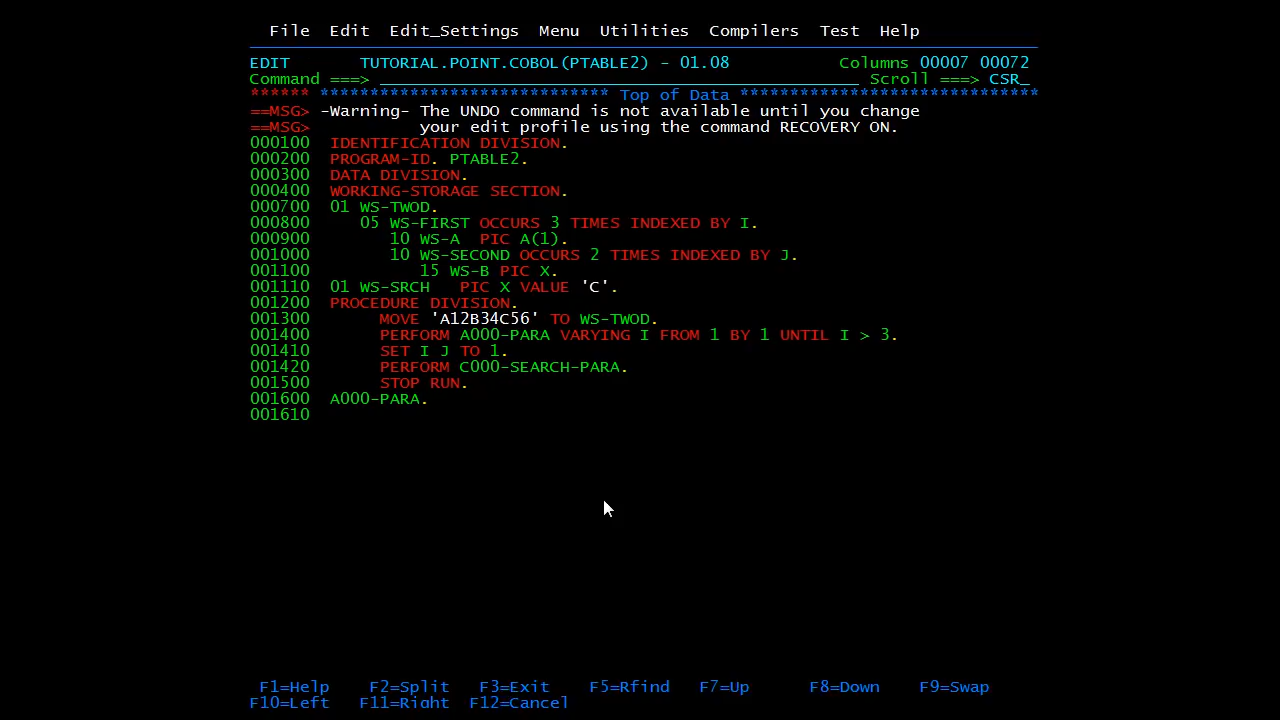 File  Edit  Edit_Settings  Menu  Utilities  Compilers  Test  Help
EDIT       TUTORIAL.POINT.COBOL(PTABLE2) - 01.08           Columns 00007 00072
Command ===>                                                  Scroll ===> CSR_
****** ***************************** Top of Data ******************************
==MSG> -Warning- The UNDO command is not available until you change
==MSG>           your edit profile using the command RECOVERY ON.
000100  IDENTIFICATION DIVISION.
000200  PROGRAM-ID. PTABLE2.
000300  DATA DIVISION.
000400  WORKING-STORAGE SECTION.
000700  01 WS-TWOD.
000800     05 WS-FIRST OCCURS 3 TIMES INDEXED BY I.
000900        10 WS-A  PIC A(1).
001000        10 WS-SECOND OCCURS 2 TIMES INDEXED BY J.
001100           15 WS-B PIC X.
001110  01 WS-SRCH   PIC X VALUE 'C'.
001200  PROCEDURE DIVISION.
001300       MOVE 'A12B34C56' TO WS-TWOD.
001400       PERFORM A000-PARA VARYING I FROM 1 BY 1 UNTIL I > 3.
001410       SET I J TO 1.
001420       PERFORM C000-SEARCH-PARA.
001500       STOP RUN.
001600  A000-PARA.
001610
F1=Help    F2=Split   F3=Exit    F5=Rfind   F7=Up      F8=Down    F9=Swap
F10=Left   F11=Right  F12=Cancel